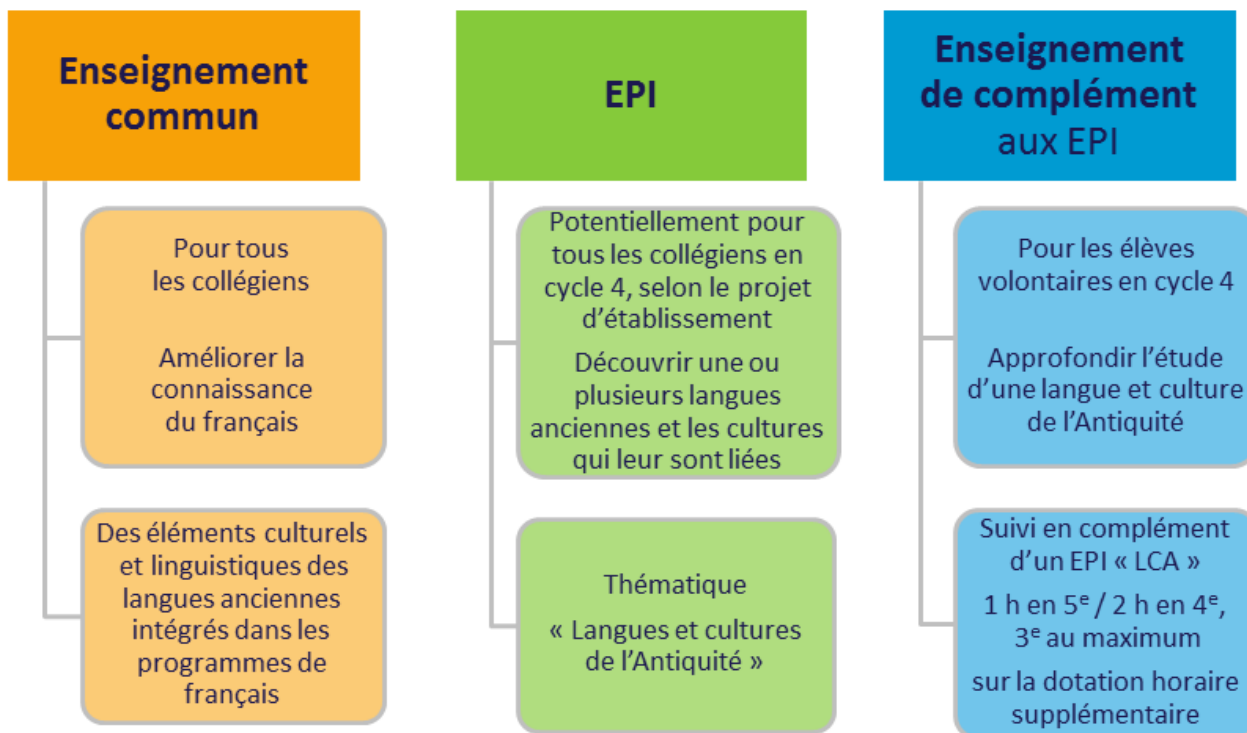 Enseignement
commun
Pour tous
les collégiens
Améliorer la
connaissance
du français
Des éléments culturels
et linguistiques des
langues anciennes
intégrés dans les
programmes de
français
EPI
Potentiellement pour
tous les collégiens en
cycle 4, selon le projet
d’établissement
Découvrir une ou
plusieurs langues
anciennes et les cultures
qui leur sont liées
Thématique
« Langues et cultures
de l’Antiquité »
Enseignement
de complément
aux EPI
Pour les élèves
volontaires en cycle 4
Approfondir l’étude
d’une langue et culture
de l’Antiquité
Suivi en complément
d’un EPI « LCA »
1 h en 5ᵉ / 2 h en 4ᵉ,
3ᵉ au maximum
sur la dotation horaire
supplémentaire